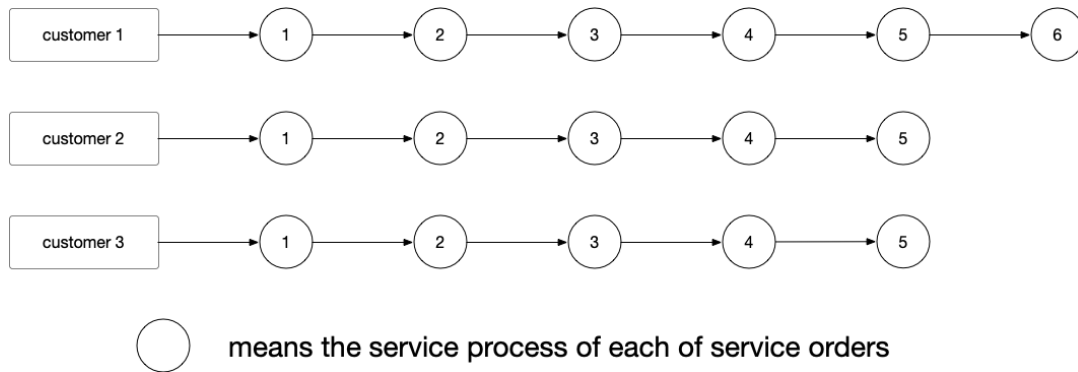 customer 1 1 2 3 4 5 6
customer 2 1 2 3 4 5
customer 3 1 2 3 4 5
means the service process of each of service orders